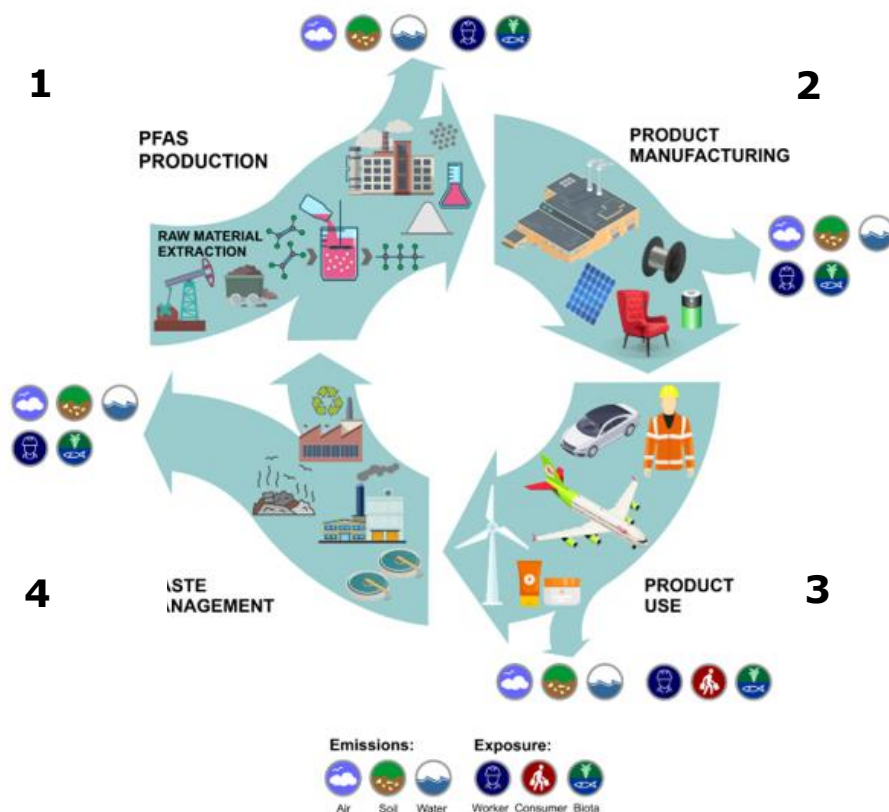 1
2
PFAS
PRODUCTION
PRODUCT
MANUFACTURING
RAW MATERIAL
EXTRACTION
4
ASTE
ANAGEMENT
PRODUCT
USE
3
Emissions:
Exposure:
Air Soil Water
Worker Consumer Biota